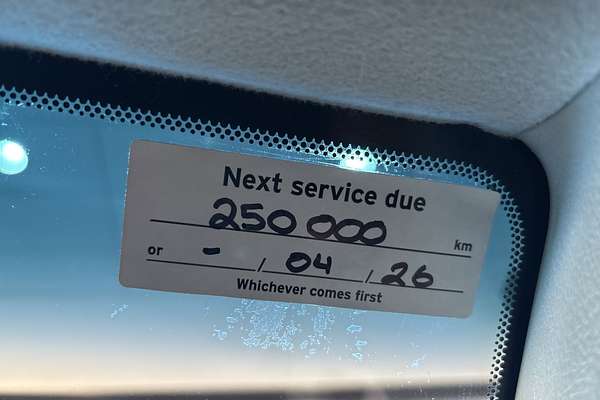 Next service due
250 000 km
or - / 04 / 26
Whichever comes first